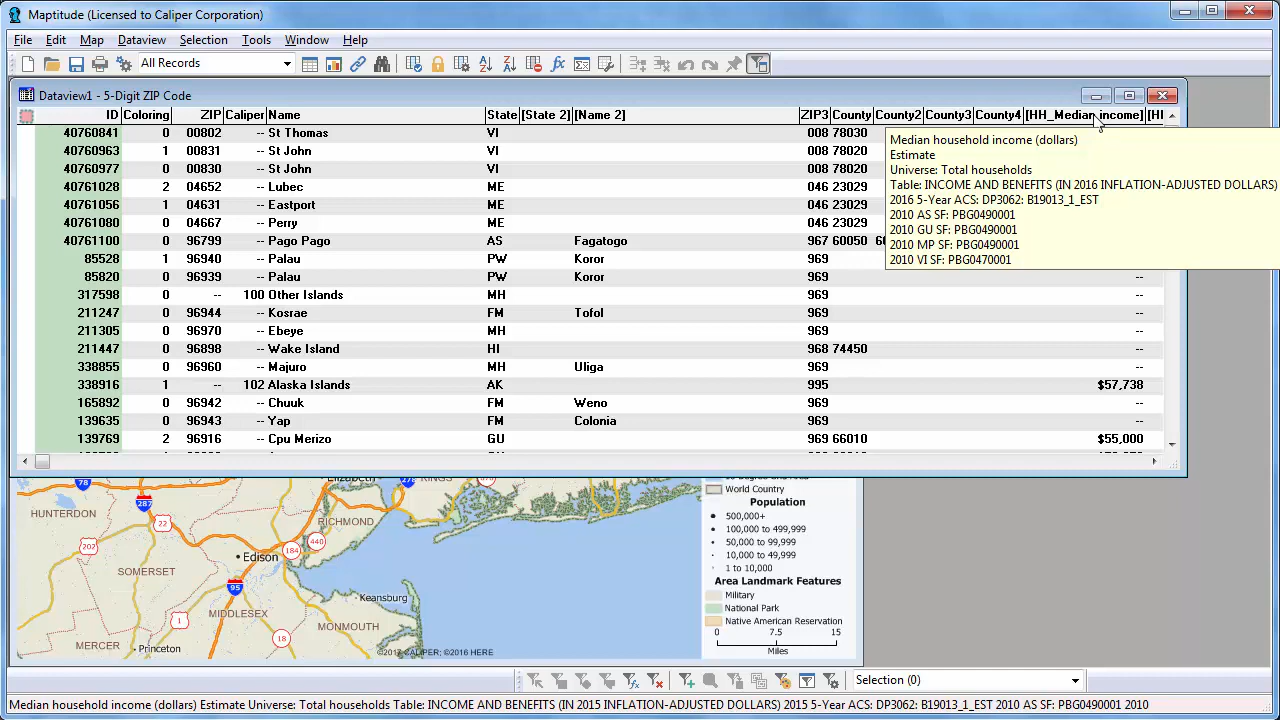 Maptitude (Licensed to Caliper Corporation)
File Edit Map Dataview Selection Tools Window Help
All Records
Dataview1 - 5-Digit ZIP Code
ID Coloring ZIP Caliper Name State [State 2] [Name 2] ZIP3 County County2 County3 County4 [HH_Median_income] [HI
40760841 0 00802 -- St Thomas VI 008 78030
40760963 1 00831 -- St John VI 008 78020
40760977 0 00830 -- St John VI 008 78020
40761028 2 04652 -- Lubec ME 046 23029
40761056 1 04631 -- Eastport ME 046 23029
40761080 0 04667 -- Perry ME 046 23029
40761100 0 96799 -- Pago Pago AS Fagatogo 967 60050 6
85528 1 96940 -- Palau PW Koror 969
85820 0 96939 -- Palau PW Koror 969 --
317598 0 -- 100 Other Islands MH 969 --
211247 0 96944 -- Kosrae FM Tofol 969 --
211305 0 96970 -- Ebeye MH 969 --
211447 0 96898 -- Wake Island HI 968 74450 --
338855 0 96960 -- Majuro MH Uliga 969 --
338916 1 -- 102 Alaska Islands AK 995 $57,738
165892 0 96942 -- Chuuk FM Weno 969 --
139635 0 96943 -- Yap FM Colonia 969 --
139769 2 96916 -- Cpu Merizo GU 969 66010 $55,000
Median household income (dollars)
Estimate
Universe: Total households
Table: INCOME AND BENEFITS (IN 2016 INFLATION-ADJUSTED DOLLARS)
2016 5-Year ACS: DP3062: B19013_1_EST
2010 AS SF: PBG0490001
2010 GU SF: PBG0490001
2010 MP SF: PBG0490001
2010 VI SF: PBG0470001
78
Elizabeth
KINGS
HUNTERDON
287
22
RICHMOND
202
440
184
Edison
SOMERSET
95
Keansburg
MIDDLESEX
1
MONMOUTH
18
MERCER
Princeton
©2017 CALIPER; ©2016 HERE
World Country
Population
500,000+
100,000 to 499,999
50,000 to 99,999
10,000 to 49,999
1 to 10,000
Area Landmark Features
Military
National Park
Native American Reservation
0 7.5 15
Miles
Selection (0)
Median household income (dollars) Estimate Universe: Total households Table: INCOME AND BENEFITS (IN 2015 INFLATION-ADJUSTED DOLLARS) 2015 5-Year ACS: DP3062: B19013_1_EST 2010 AS SF: PBG0490001 2010